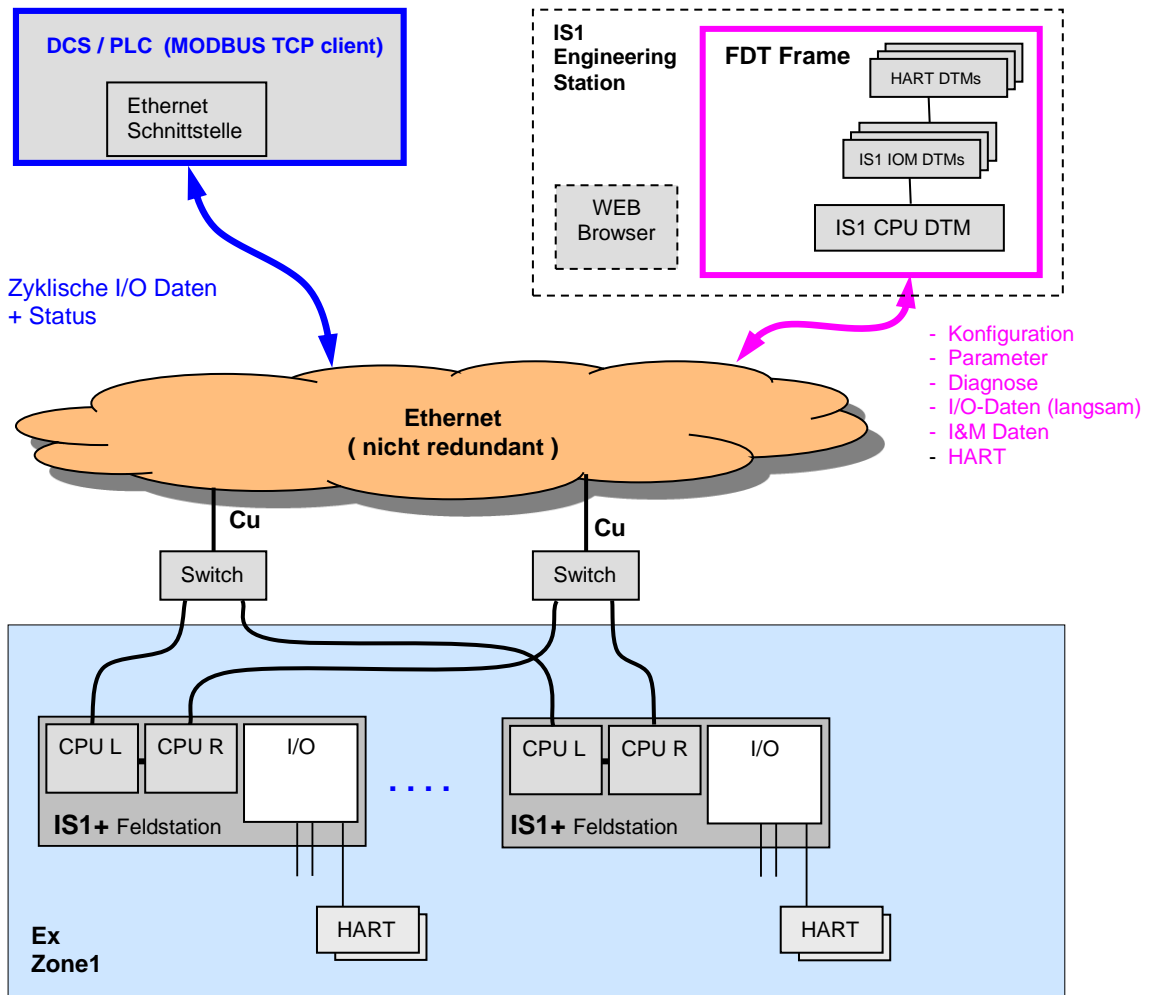 DCS / PLC  (MODBUS TCP client)
Ethernet
Schnittstelle
IS1
Engineering
Station
FDT Frame
HART DTMs
IS1 IOM DTMs
IS1 CPU DTM
WEB
Browser
Zyklische I/O Daten
+ Status
- Konfiguration
- Parameter
- Diagnose
- I/O-Daten (langsam)
- I&M Daten
- HART
Ethernet
( nicht redundant )
Cu
Cu
Switch
Switch
CPU L
CPU R
I/O
IS1+ Feldstation
. . . .
CPU L
CPU R
I/O
IS1+ Feldstation
HART
HART
Ex
Zone1